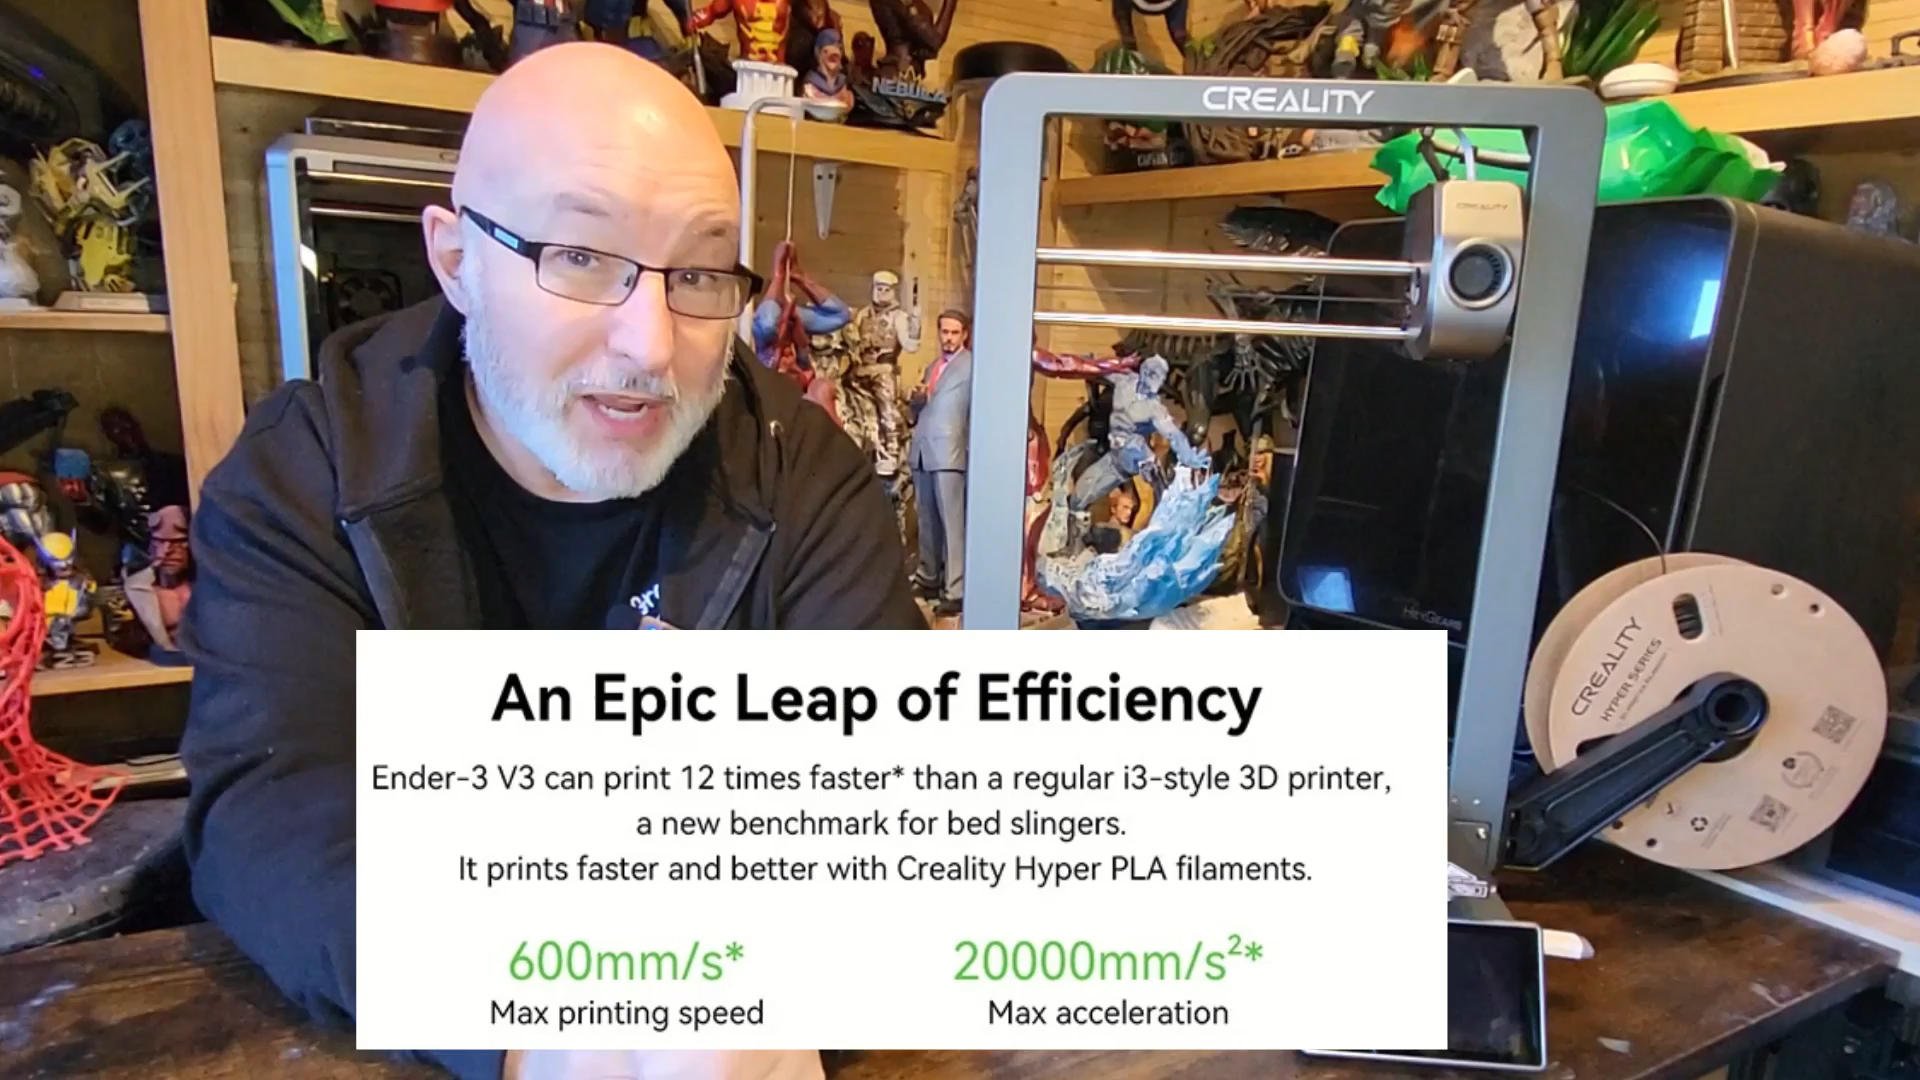 NEBULA
CREALITY
CREALITY
HEYGEARS
CREALITY
HYPER SERIES
An Epic Leap of Efficiency
Ender-3 V3 can print 12 times faster* than a regular i3-style 3D printer,
a new benchmark for bed slingers.
It prints faster and better with Creality Hyper PLA filaments.
600mm/s*
20000mm/s²*
Max printing speed
Max acceleration